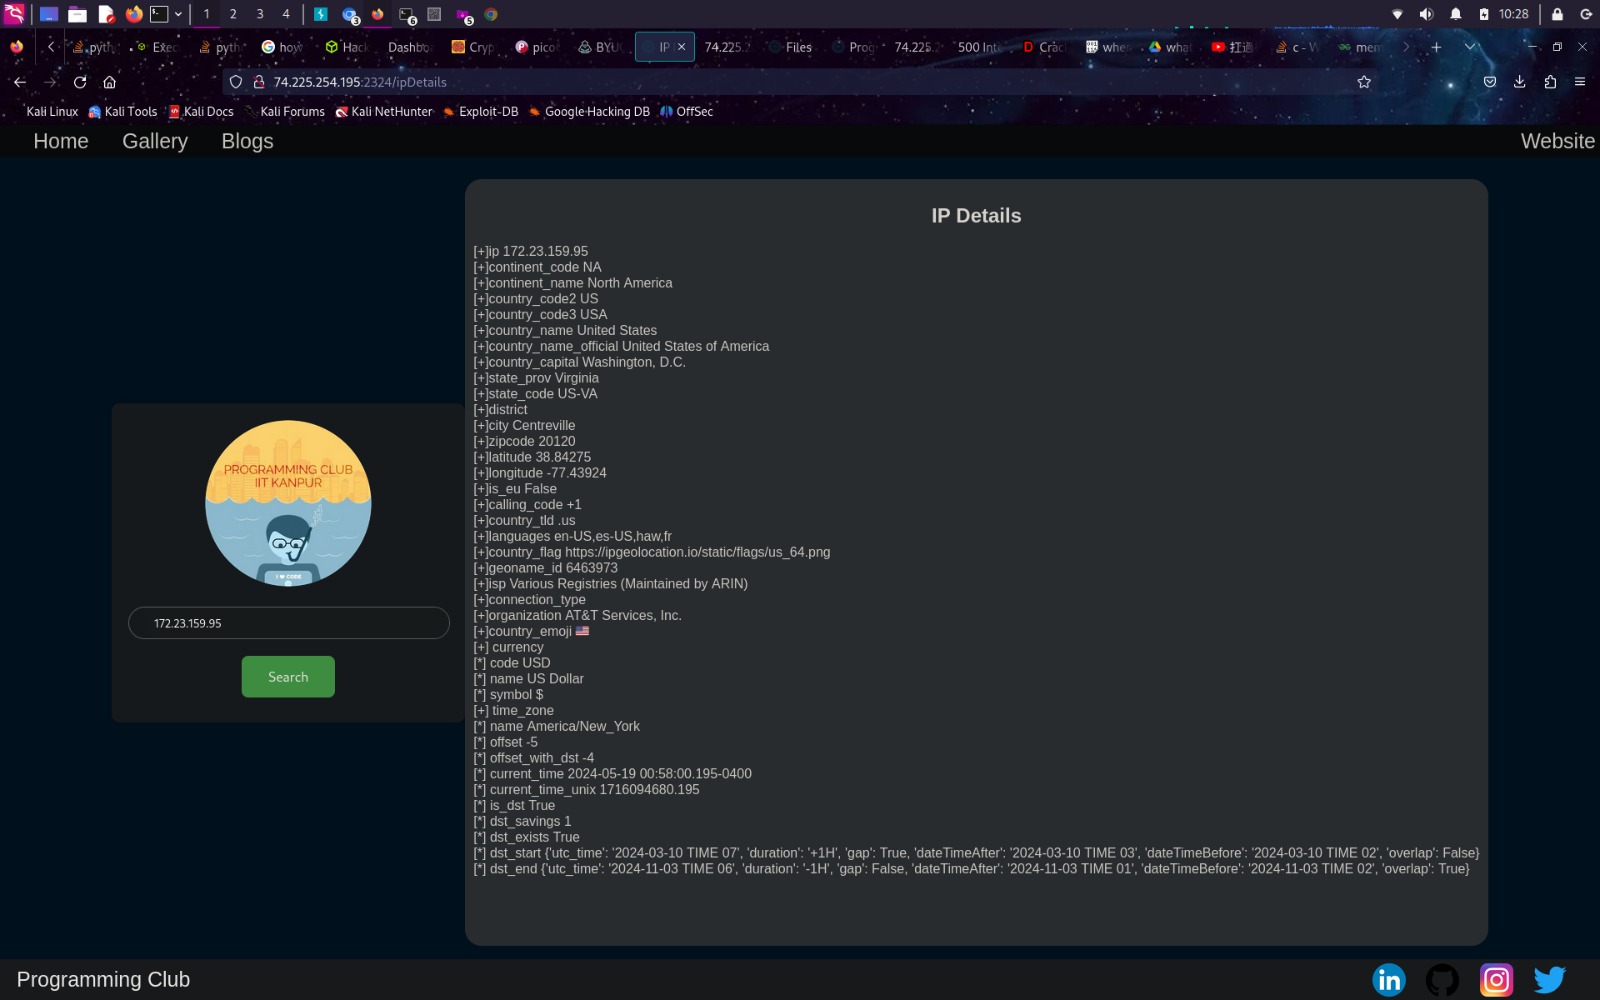 1 2 3 4 3 6 5 10:28
pyth Exec pyth how Hack Dashbo Cryp pico BYU IP 74.225.2 Files Prog 74.225.2 500 Inte Crac wher what c - W mem
74.225.254.195:2324/ipDetails
Kali Linux Kali Tools Kali Docs Kali Forums Kali NetHunter Exploit-DB Google Hacking DB OffSec
Home Gallery Blogs Website
IP Details
[+]ip 172.23.159.95
[+]continent_code NA
[+]continent_name North America
[+]country_code2 US
[+]country_code3 USA
[+]country_name United States
[+]country_name_official United States of America
[+]country_capital Washington, D.C.
[+]state_prov Virginia
[+]state_code US-VA
[+]district
[+]city Centreville
[+]zipcode 20120
[+]latitude 38.84275
[+]longitude -77.43924
[+]is_eu False
[+]calling_code +1
[+]country_tld .us
[+]languages en-US,es-US,haw,fr
[+]country_flag https://ipgeolocation.io/static/flags/us_64.png
[+]geoname_id 6463973
[+]isp Various Registries (Maintained by ARIN)
[+]connection_type
[+]organization AT&T Services, Inc.
[+]country_emoji 🇺🇸
[+] currency
[*] code USD
[*] name US Dollar
[*] symbol $
[+] time_zone
[*] name America/New_York
[*] offset -5
[*] offset_with_dst -4
[*] current_time 2024-05-19 00:58:00.195-0400
[*] current_time_unix 1716094680.195
[*] is_dst True
[*] dst_savings 1
[*] dst_exists True
[*] dst_start {'utc_time': '2024-03-10 TIME 07', 'duration': '+1H', 'gap': True, 'dateTimeAfter': '2024-03-10 TIME 03', 'dateTimeBefore': '2024-03-10 TIME 02', 'overlap': False}
[*] dst_end {'utc_time': '2024-11-03 TIME 06', 'duration': '-1H', 'gap': False, 'dateTimeAfter': '2024-11-03 TIME 01', 'dateTimeBefore': '2024-11-03 TIME 02', 'overlap': True}
PROGRAMMING CLUB
IIT KANPUR
I ♥ CODE
172.23.159.95
Search
Programming Club
in